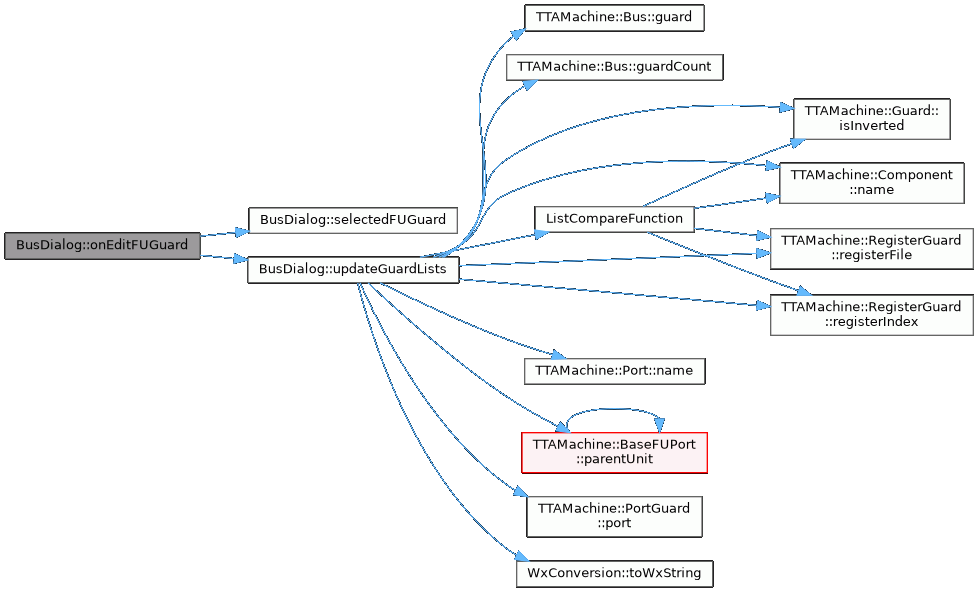 TTAMachine::Bus::guard
TTAMachine::Bus::guardCount
TTAMachine::Guard::
isInverted
TTAMachine::Component
::name
BusDialog::selectedFUGuard
ListCompareFunction
BusDialog::onEditFUGuard
TTAMachine::RegisterGuard
::registerFile
BusDialog::updateGuardLists
TTAMachine::RegisterGuard
::registerIndex
TTAMachine::Port::name
TTAMachine::BaseFUPort
::parentUnit
TTAMachine::PortGuard
::port
WxConversion::toWxString